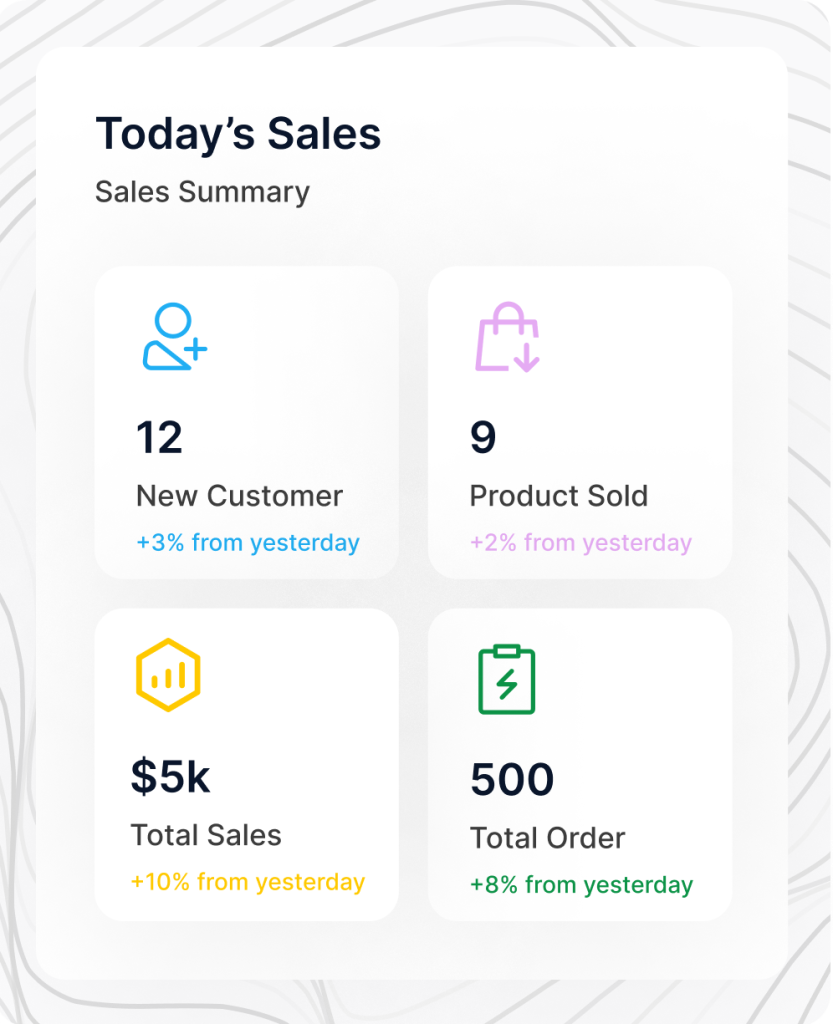 Today’s Sales
Sales Summary
12
New Customer
+3% from yesterday
9
Product Sold
+2% from yesterday
$5k
Total Sales
+10% from yesterday
500
Total Order
+8% from yesterday